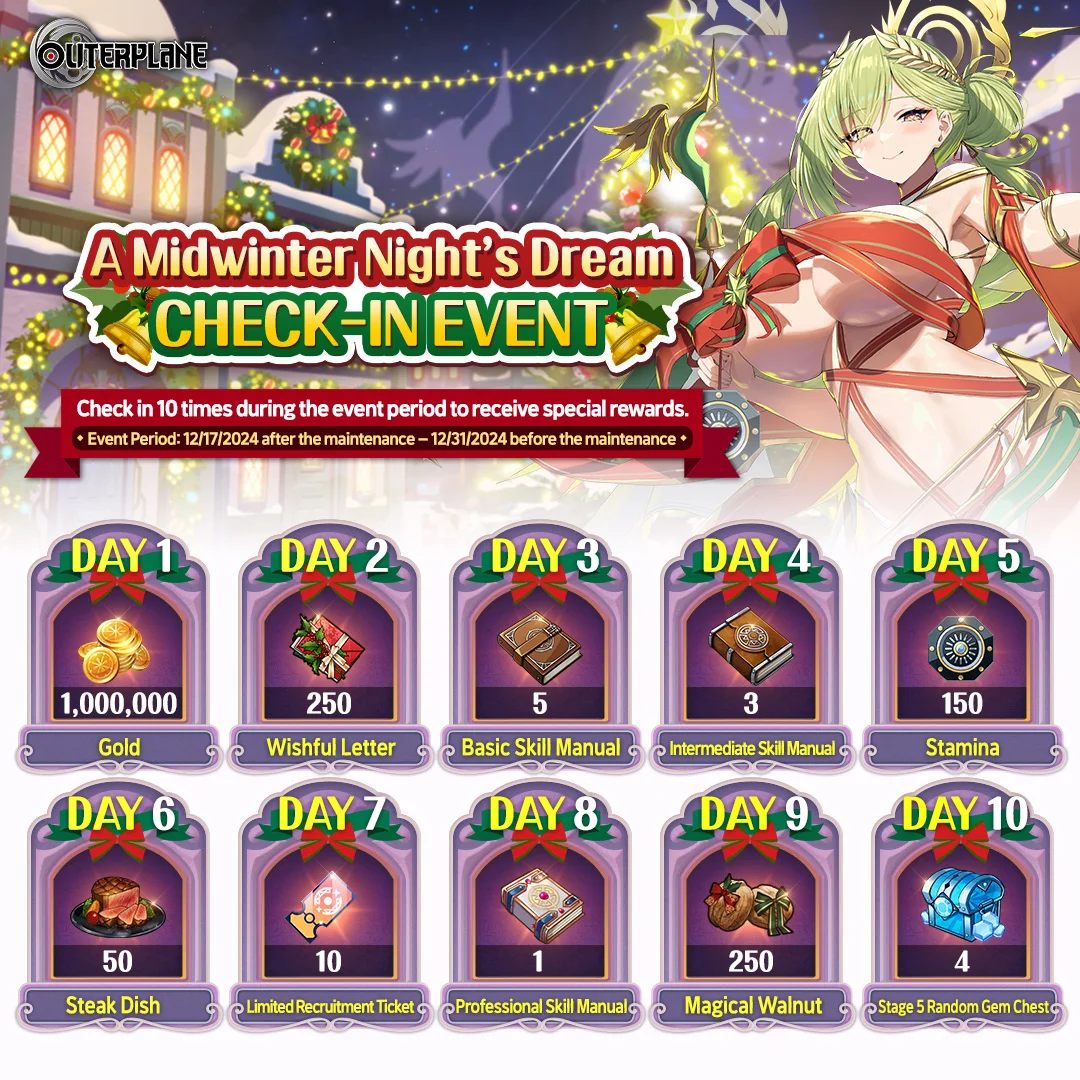 OUTERPLANE
A Midwinter Night's Dream
CHECK-IN EVENT
Check in 10 times during the event period to receive special rewards.
• Event Period: 12/17/2024 after the maintenance – 12/31/2024 before the maintenance •
DAY 1
1,000,000
Gold
DAY 2
250
Wishful Letter
DAY 3
5
Basic Skill Manual
DAY 4
3
Intermediate Skill Manual
DAY 5
150
Stamina
DAY 6
50
Steak Dish
DAY 7
10
Limited Recruitment Ticket
DAY 8
1
Professional Skill Manual
DAY 9
250
Magical Walnut
DAY 10
4
Stage 5 Random Gem Chest